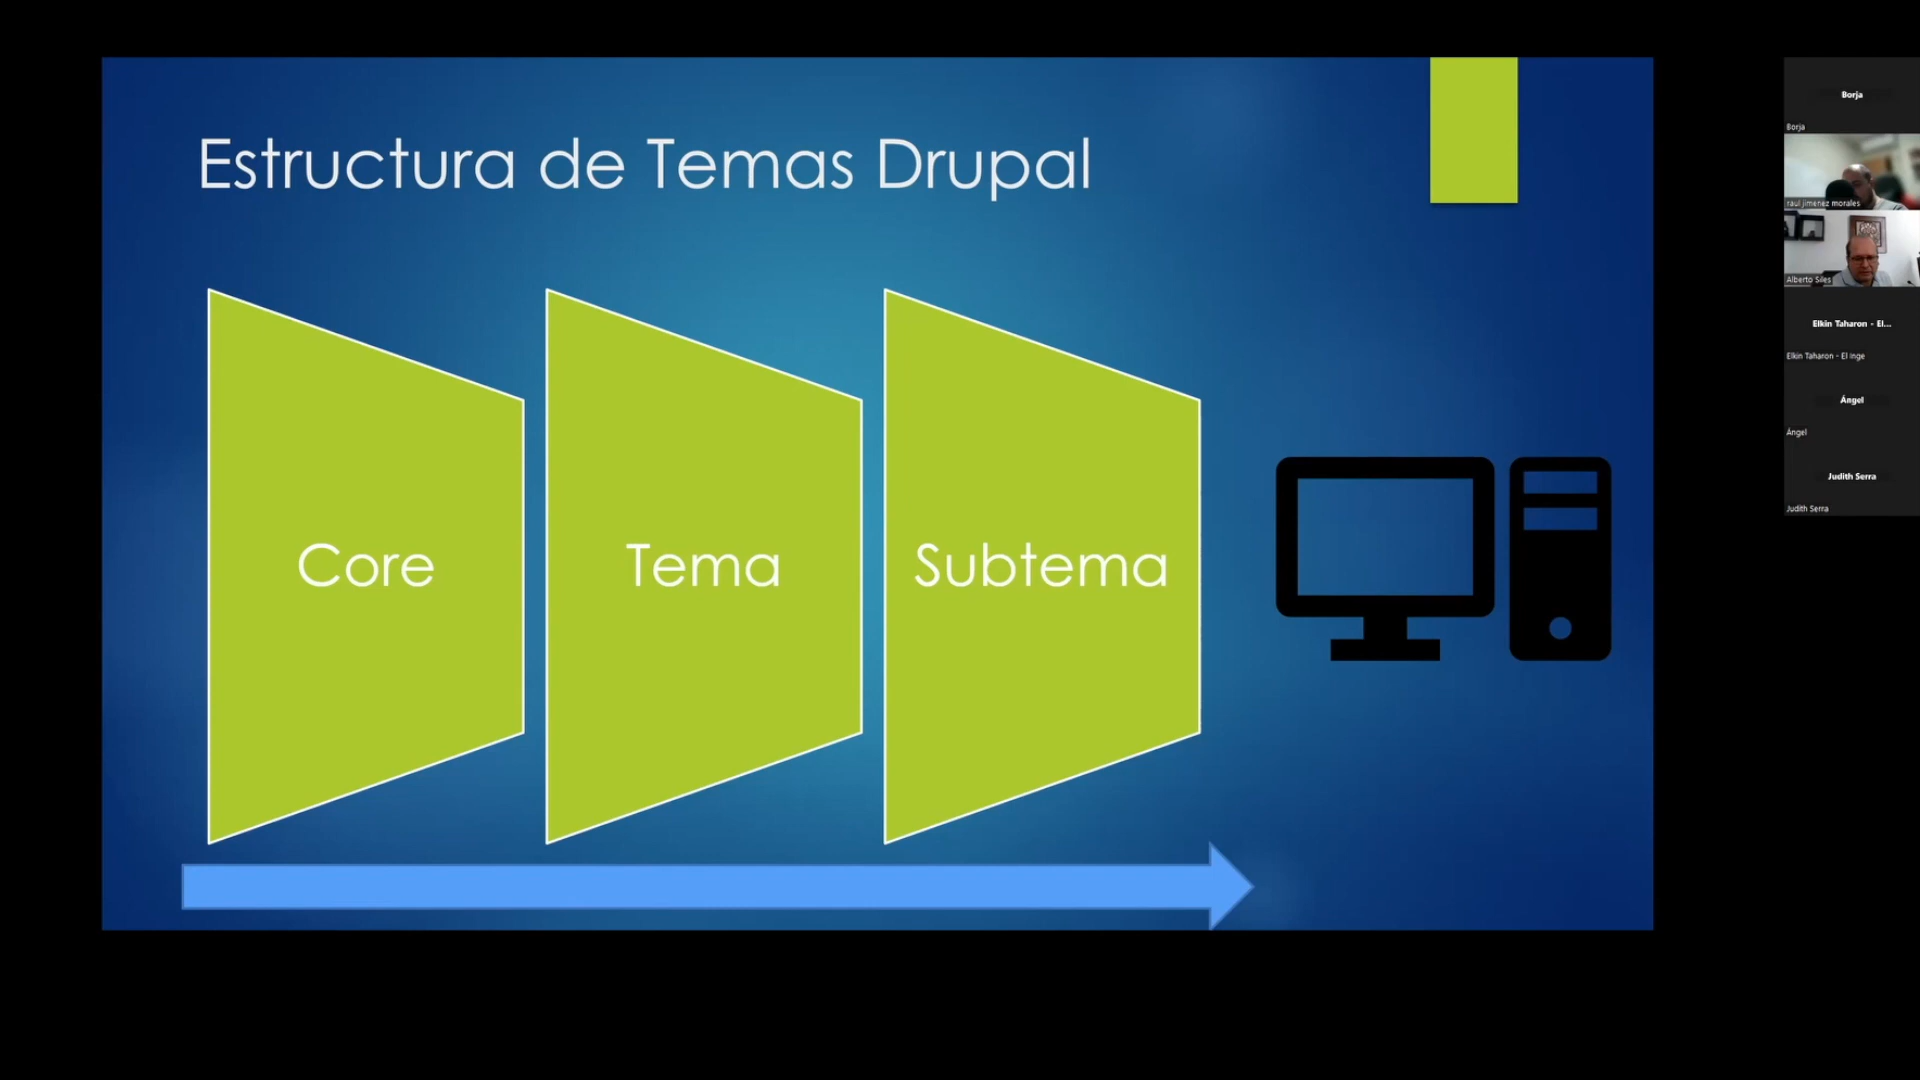 Estructura de Temas Drupal
Core
Tema
Subtema
Borja
Borja
raul jimenez morales
Alberto Siles
Elkin Taharon - El...
Elkin Taharon - El inge
Ángel
Ángel
Judith Serra
Judith Serra